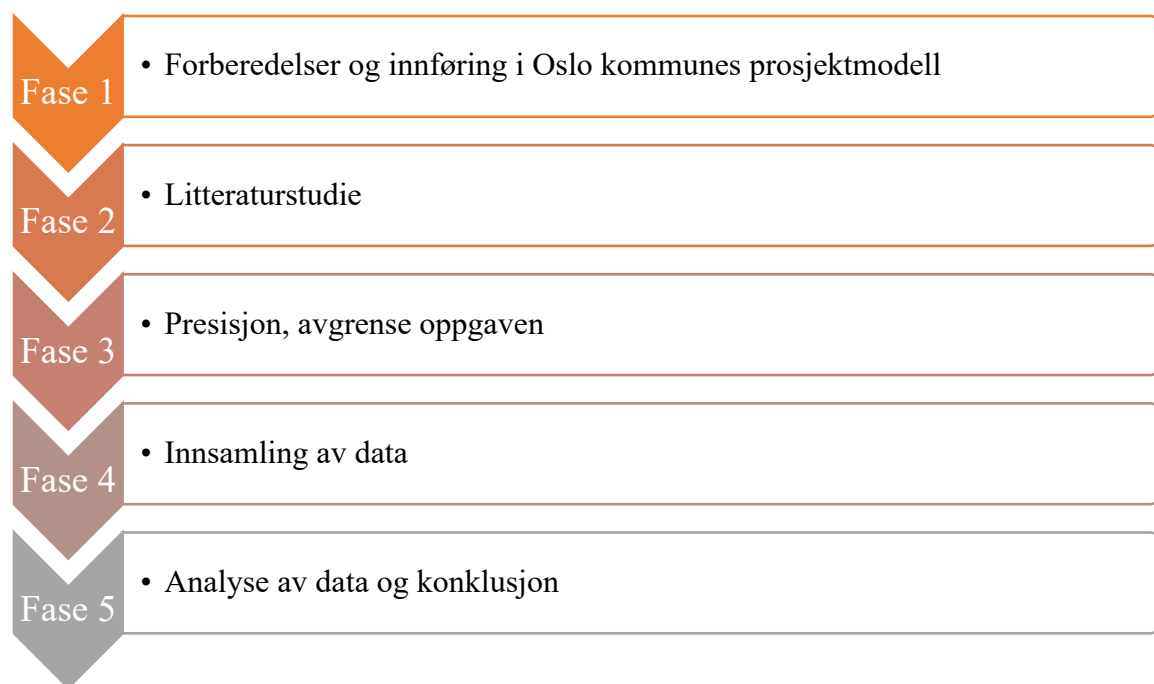 Fase 1
• Forberedelser og innføring i Oslo kommunes prosjektmodell
Fase 2
• Litteraturstudie
Fase 3
• Presisjon, avgrense oppgaven
Fase 4
• Innsamling av data
Fase 5
• Analyse av data og konklusjon